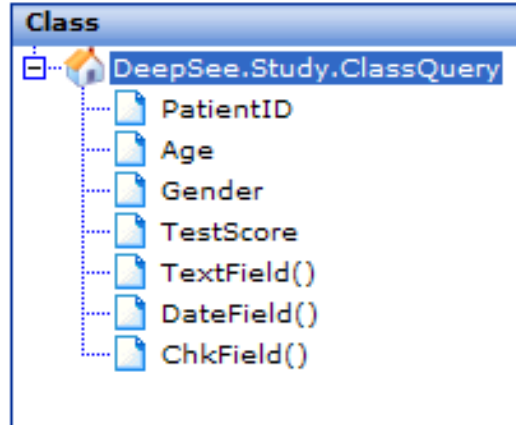 Class
DeepSee.Study.ClassQuery
PatientID
Age
Gender
TestScore
TextField()
DateField()
ChkField()